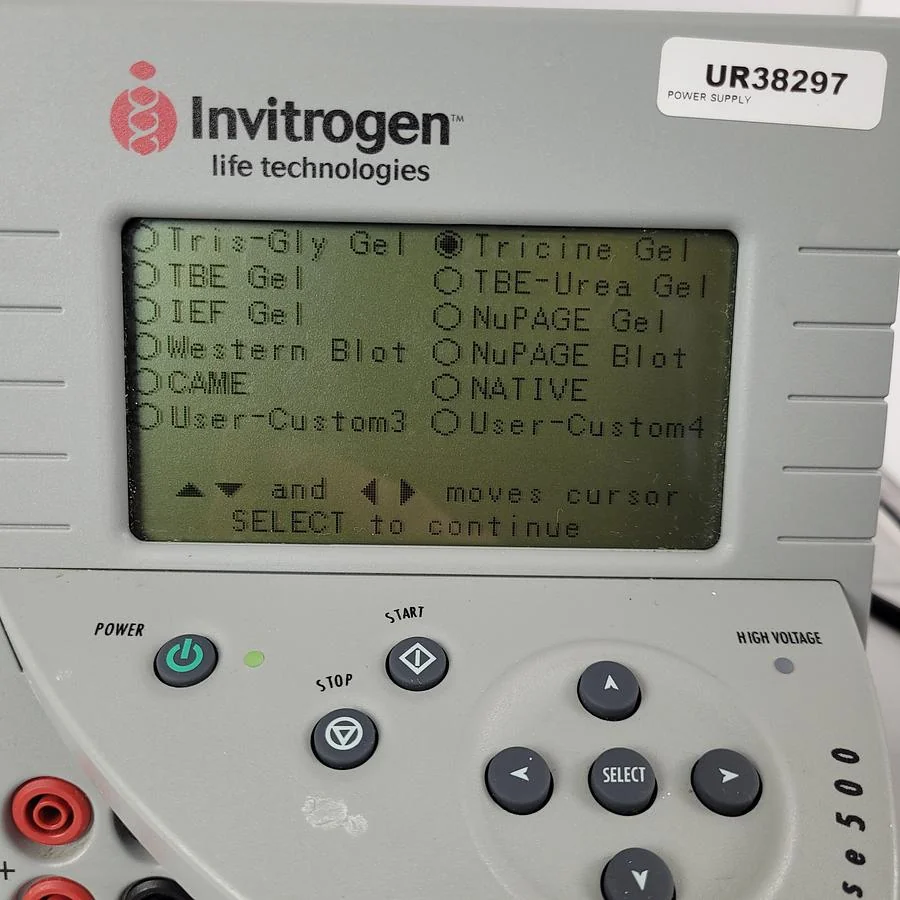 UR38297
POWER SUPPLY
Invitrogen™
life technologies
Tris-Gly Gel Tricine Gel
TBE Gel TBE-Urea Gel
IEF Gel NuPAGE Gel
Western Blot NuPAGE Blot
CAME NATIVE
User-Custom3 User-Custom4
▲▼ and ◀▶ moves cursor
SELECT to continue
POWER
START
STOP
HIGH VOLTAGE
SELECT
se500
+